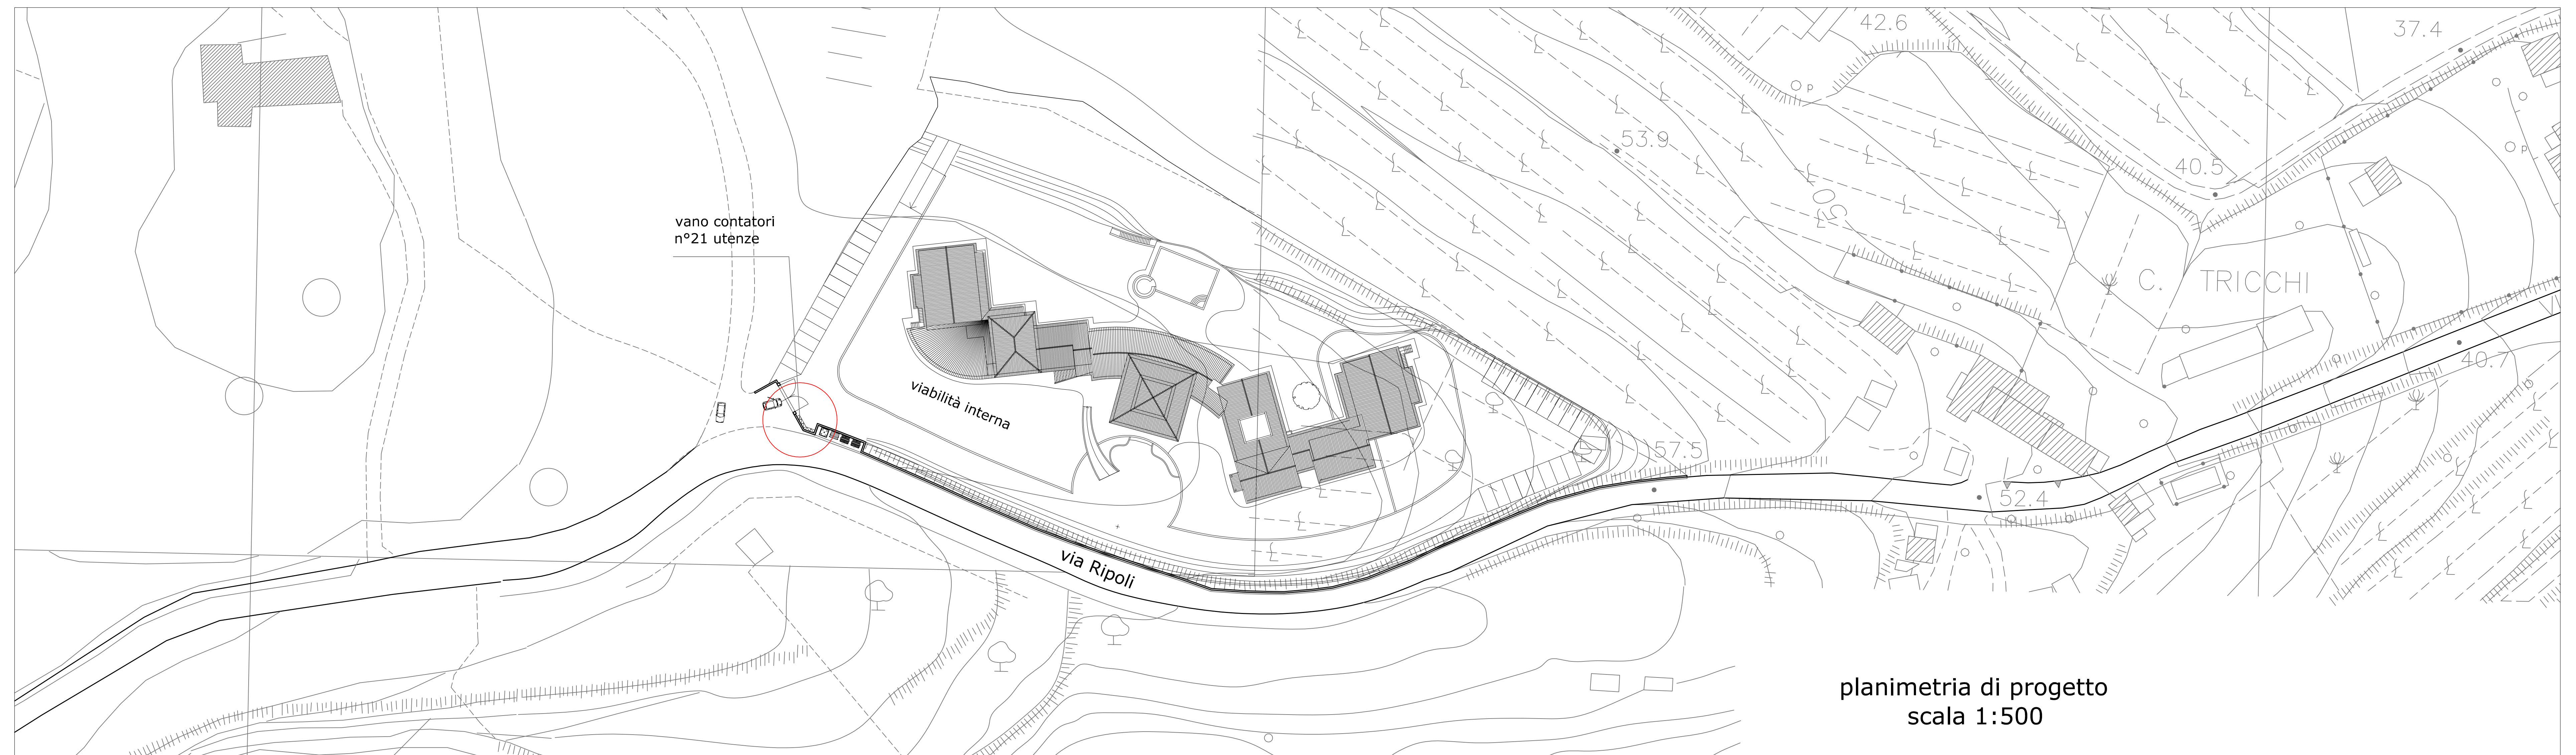 42.6
37.4
p
53.9
p
40.5
vano contatori
n°21 utenze
50
C. TRICCHI
40.7
viabilità interna
57.5
52.4
via Ripoli
planimetria di progetto
scala 1:500